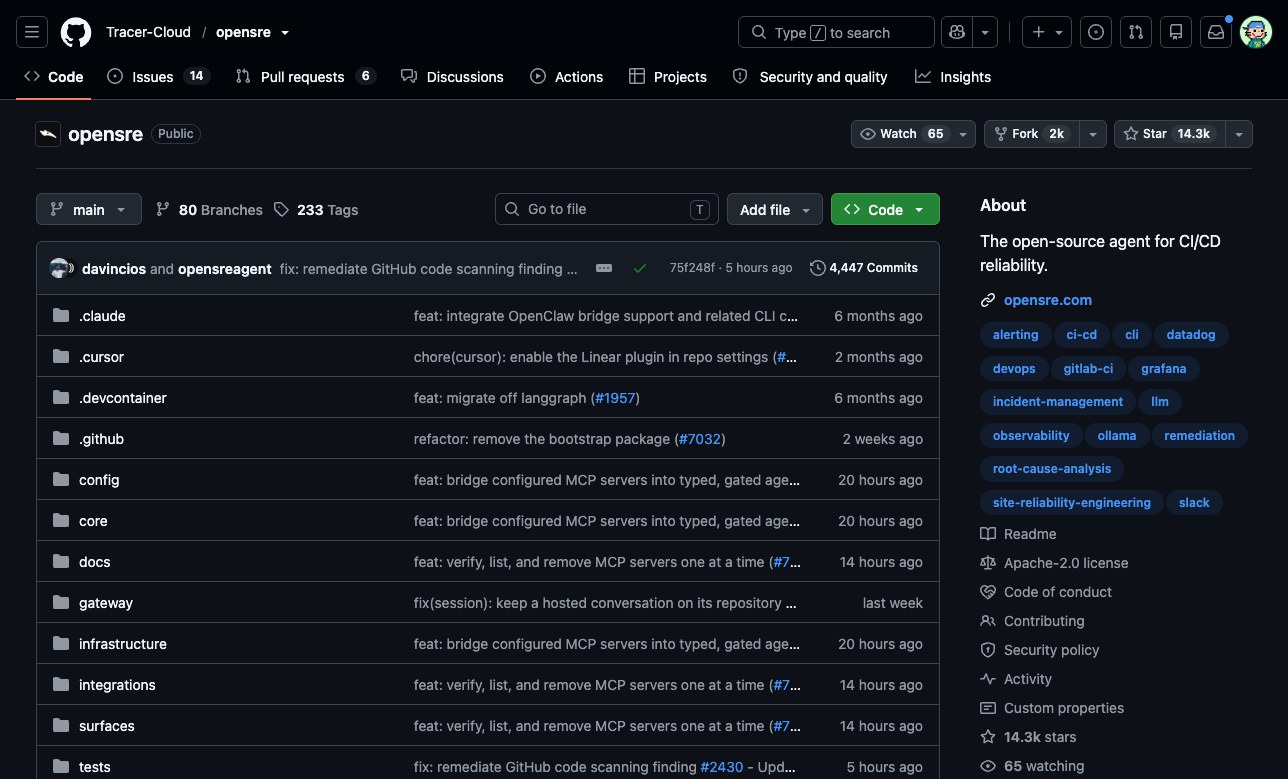 Tracer-Cloud / opensre
Type / to search
Code Issues 14 Pull requests 6 Discussions Actions Projects Security and quality Insights
opensre Public
Watch 65 Fork 2k Star 14.3k
main 80 Branches 233 Tags Go to file T Add file Code
davincios and opensreagent fix: remediate GitHub code scanning finding ... 75f248f · 5 hours ago 4,447 Commits
.claude feat: integrate OpenClaw bridge support and related CLI c... 6 months ago
.cursor chore(cursor): enable the Linear plugin in repo settings (#... 2 months ago
.devcontainer feat: migrate off langgraph (#1957) 6 months ago
.github refactor: remove the bootstrap package (#7032) 2 weeks ago
config feat: bridge configured MCP servers into typed, gated age... 20 hours ago
core feat: bridge configured MCP servers into typed, gated age... 20 hours ago
docs feat: verify, list, and remove MCP servers one at a time (#7... 14 hours ago
gateway fix(session): keep a hosted conversation on its repository ... last week
infrastructure feat: bridge configured MCP servers into typed, gated age... 20 hours ago
integrations feat: verify, list, and remove MCP servers one at a time (#7... 14 hours ago
surfaces feat: verify, list, and remove MCP servers one at a time (#7... 14 hours ago
tests fix: remediate GitHub code scanning finding #2430 - Upd... 5 hours ago
About
The open-source agent for CI/CD
reliability.
opensre.com
alerting ci-cd cli datadog
devops gitlab-ci grafana
incident-management llm
observability ollama remediation
root-cause-analysis
site-reliability-engineering slack
Readme
Apache-2.0 license
Code of conduct
Contributing
Security policy
Activity
Custom properties
14.3k stars
65 watching